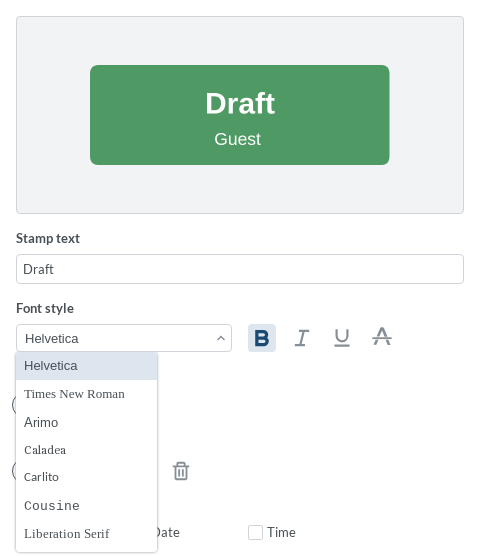 Draft
Guest
Stamp text
Draft
Font style
Helvetica
B I U A
Helvetica
Times New Roman
Arimo
Caladea
Carlito
Cousine
Liberation Serif
Date
Time